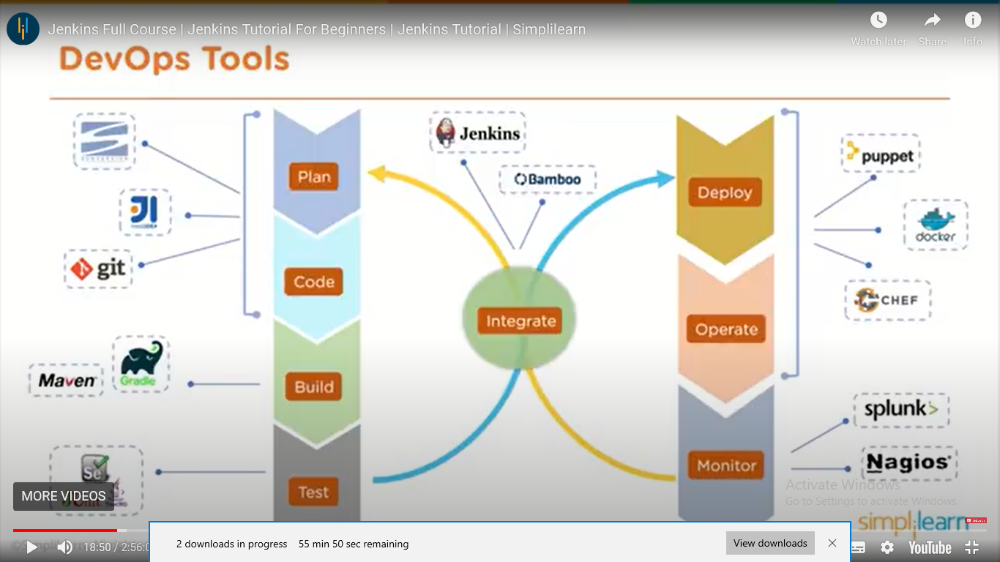 Jenkins Full Course | Jenkins Tutorial For Beginners | Jenkins Tutorial | Simplilearn
Watch later
Share
Info
DevOps Tools
Plan
Code
Build
Test
git
Maven
Gradle
Se
MORE VIDEOS
Jenkins
Bamboo
Integrate
Deploy
Operate
Monitor
puppet
docker
CHEF
splunk>
Nagios®
Activate Windows
Go to Settings to activate Windows.
simplilearn
18:50 / 2:56:0
2 downloads in progress 55 min 50 sec remaining
View downloads
YouTube